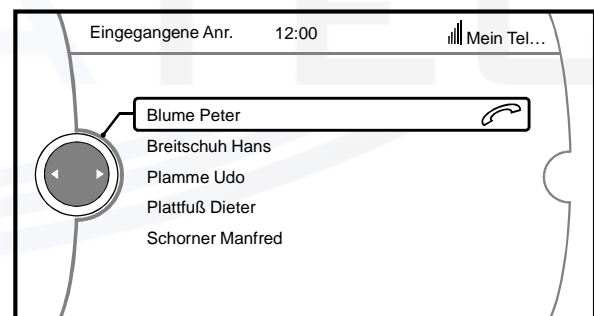 Eingegangene Anr. 12:00 Mein Tel...
Blume Peter
Breitschuh Hans
Plamme Udo
Plattfuß Dieter
Schorner Manfred